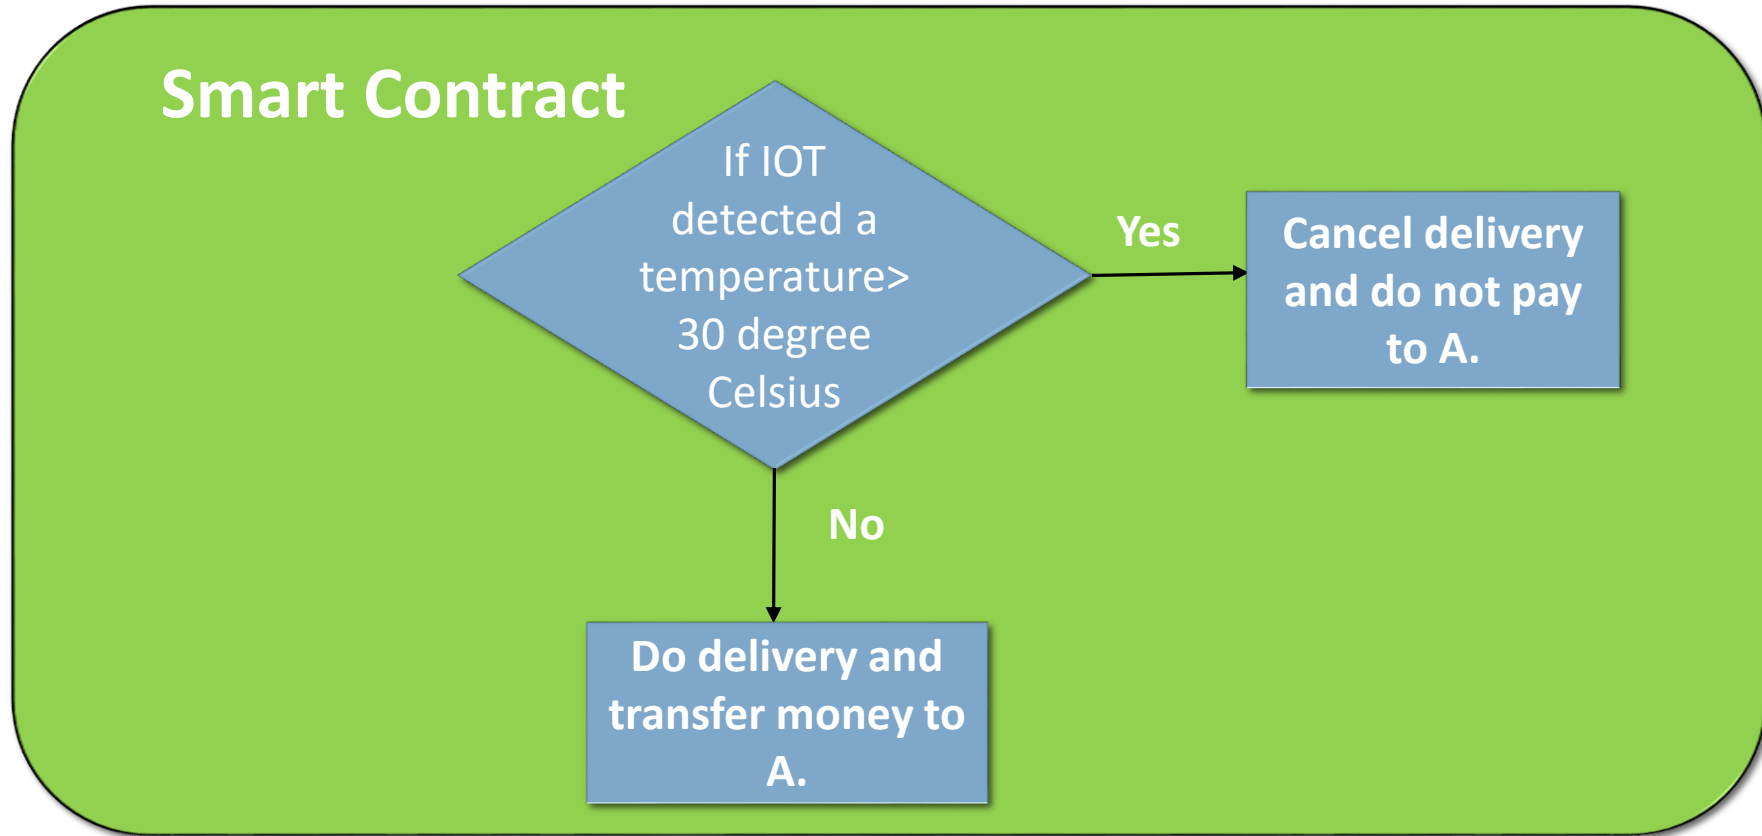 Smart Contract
If IOT
detected a
temperature>
30 degree
Celsius
Yes
Cancel delivery
and do not pay
to A.
No
Do delivery and
transfer money to
A.